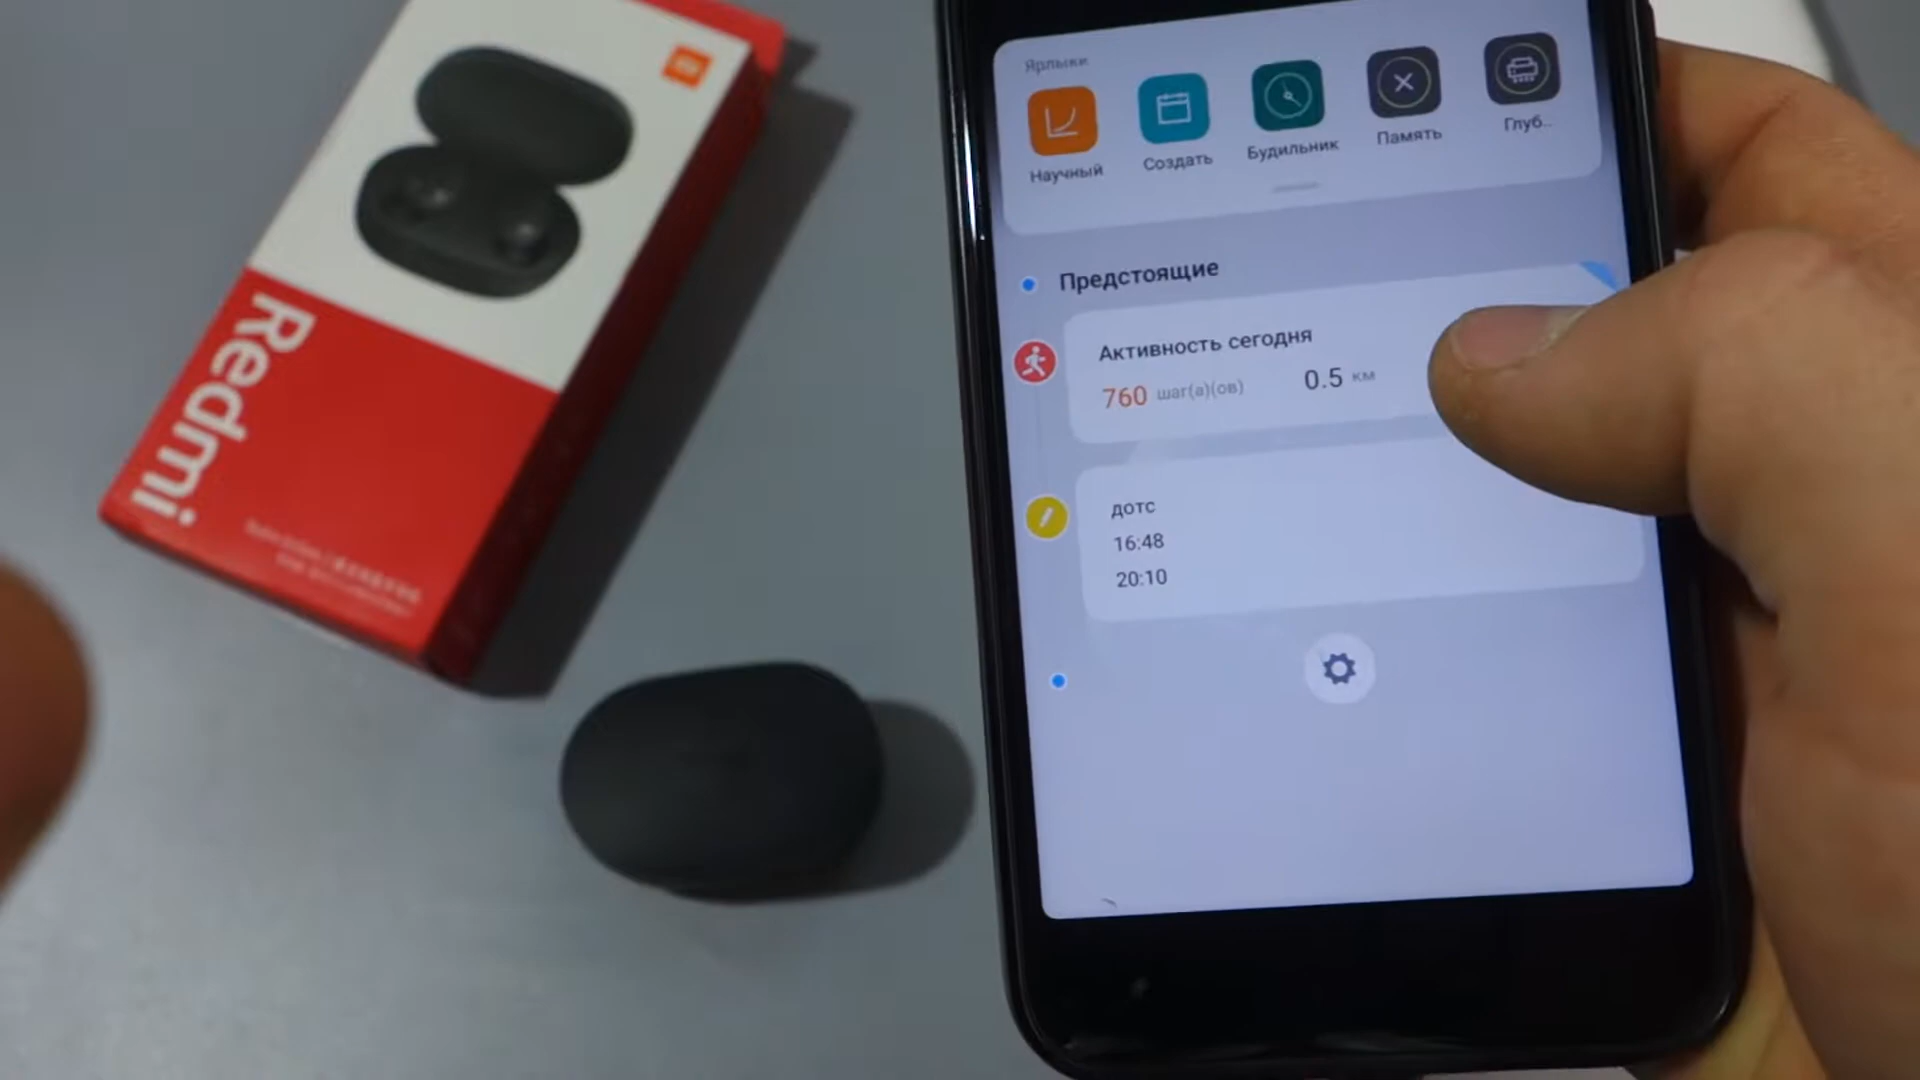 Redmi
Ярлыки
Научный
Создать
Будильник
Память
Глуб..
Предстоящие
Активность сегодня
760 шаг(а)(ов) 0.5 км
дотс
16:48
20:10